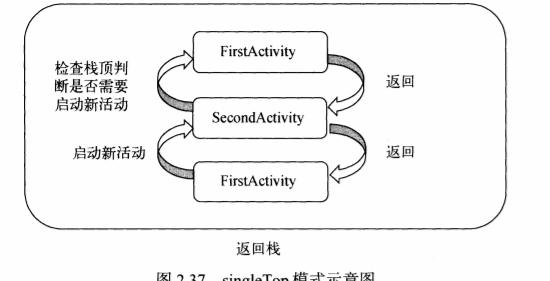 FirstActivity
检查栈顶判
断是否需要
启动新活动
返回
SecondActivity
启动新活动
返回
FirstActivity
返回栈
图 2.37 singleTop 模式示意图